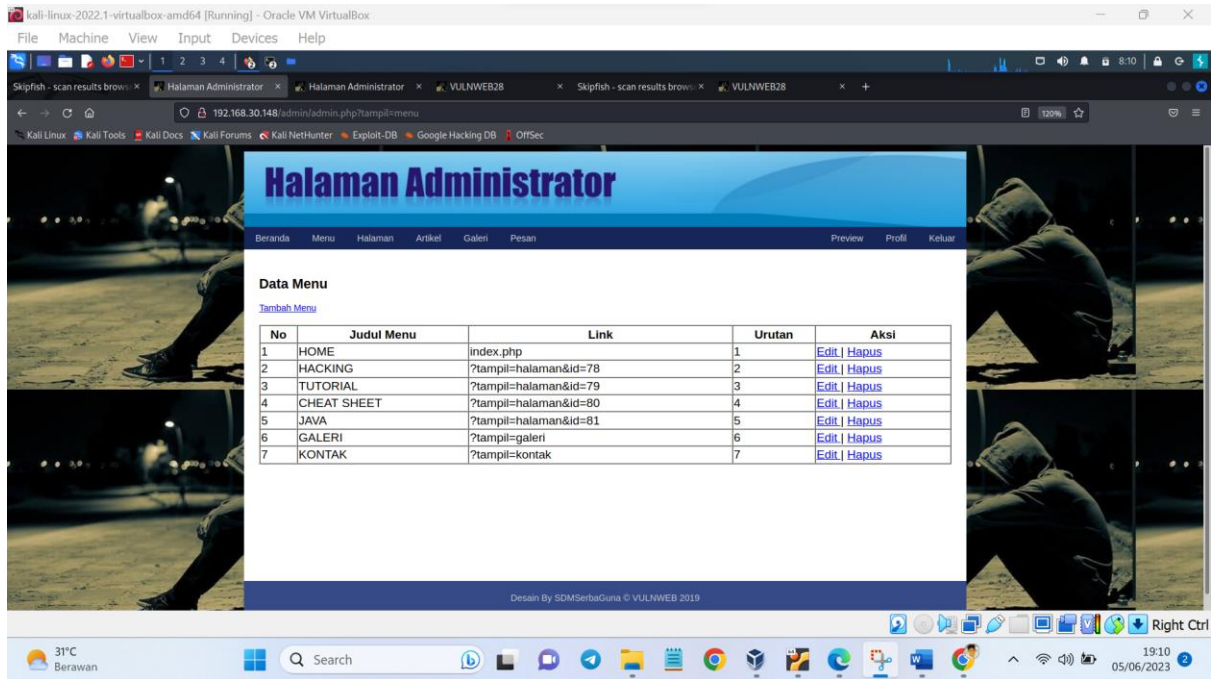 kali-linux-2022.1-virtualbox-amd64 [Running] - Oracle VM VirtualBox
File Machine View Input Devices Help
1 2 3 4 8:10
Skipfish - scan results brows Halaman Administrator Halaman Administrator VULNWEB28 Skipfish - scan results brows VULNWEB28
192.168.30.148/admin/admin.php?tampil=menu 120%
Kali Linux Kali Tools Kali Docs Kali Forums Kali NetHunter Exploit-DB Google Hacking DB OffSec
Halaman Administrator
Beranda Menu Halaman Artikel Galeri Pesan Preview Profil Keluar
Data Menu
Tambah Menu
No Judul Menu Link Urutan Aksi
1 HOME index.php 1 Edit | Hapus
2 HACKING ?tampil=halaman&id=78 2 Edit | Hapus
3 TUTORIAL ?tampil=halaman&id=79 3 Edit | Hapus
4 CHEAT SHEET ?tampil=halaman&id=80 4 Edit | Hapus
5 JAVA ?tampil=halaman&id=81 5 Edit | Hapus
6 GALERI ?tampil=galeri 6 Edit | Hapus
7 KONTAK ?tampil=kontak 7 Edit | Hapus
Desain By SDMSerbaGuna © VULNWEB 2019
Right Ctrl
31°C
Berawan
Search
19:10
05/06/2023
2